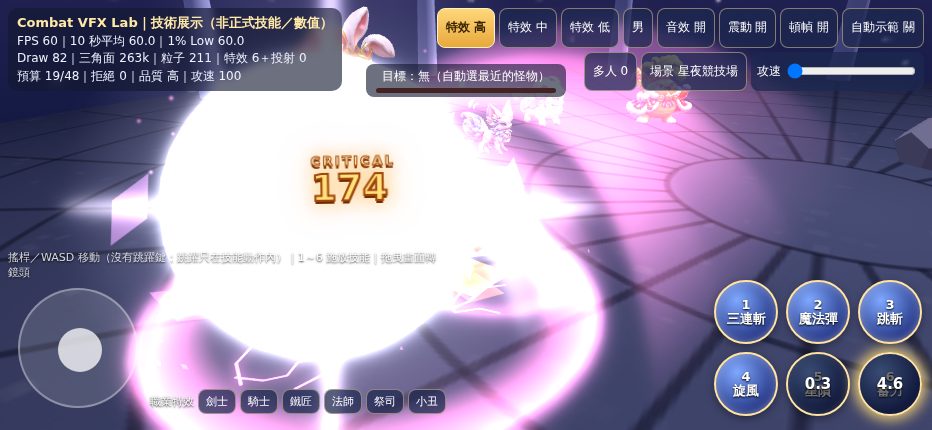 Combat VFX Lab｜技術展示（非正式技能／數值）
FPS 60｜10 秒平均 60.0｜1% Low 60.0
Draw 82｜三角面 263k｜粒子 211｜特效 6＋投射 0
預算 19/48｜拒絕 0｜品質 高｜攻速 100
特效 高
特效 中
特效 低
男
音效 開
震動 開
頓幀 開
自動示範 關
目標：無（自動選最近的怪物）
多人 0
場景 星夜競技場
攻速
CRITICAL
174
搖桿／WASD 移動（沒有跳躍鍵：跳躍只在技能動作內）｜1～6 施放技能｜拖曳畫面轉
鏡頭
1
三連斬
2
魔法彈
3
跳斬
4
旋風
5
0.3
星隕
6
4.6
蓄力
職業特效
劍士
騎士
鐵匠
法師
祭司
小丑